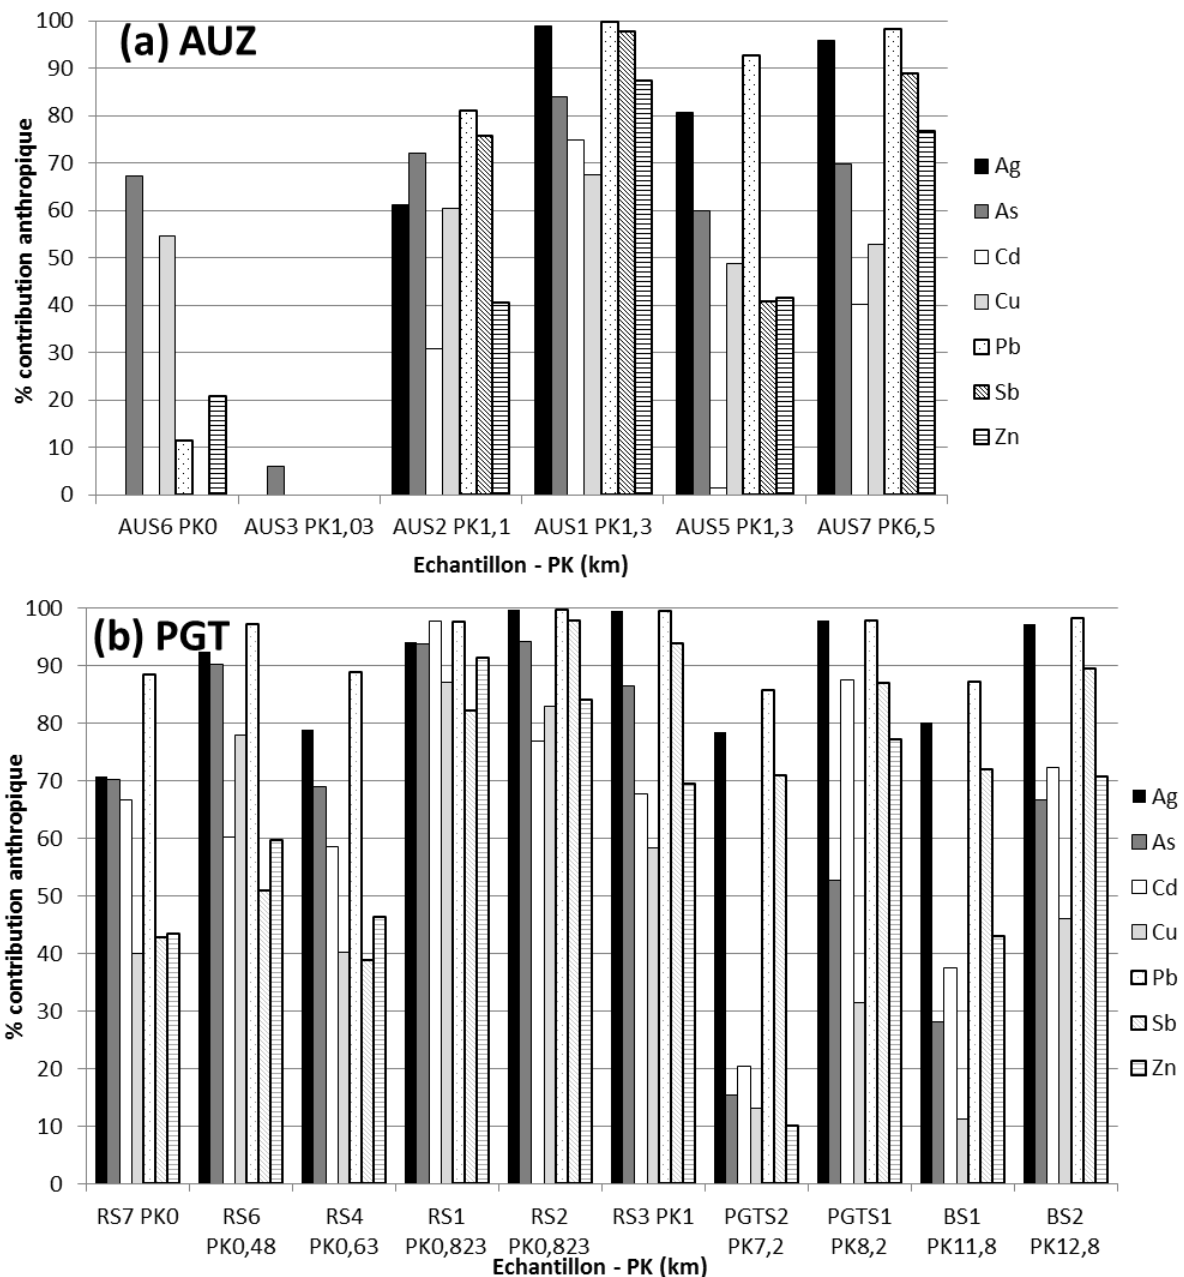 (a) AUZ
% contribution anthropique
100
90
80
70
60
50
40
30
20
10
0
AUS6 PK0
AUS3 PK1,03
AUS2 PK1,1
AUS1 PK1,3
AUS5 PK1,3
AUS7 PK6,5
Echantillon - PK (km)
Ag
As
Cd
Cu
Pb
Sb
Zn
(b) PGT
% contribution anthropique
100
90
80
70
60
50
40
30
20
10
0
RS7 PK0
RS6
PK0,48
RS4
PK0,63
RS1
PK0,823
RS2
PK0,823
RS3 PK1
PGTS2
PK7,2
PGTS1
PK8,2
BS1
PK11,8
BS2
PK12,8
Echantillon - PK (km)
Ag
As
Cd
Cu
Pb
Sb
Zn